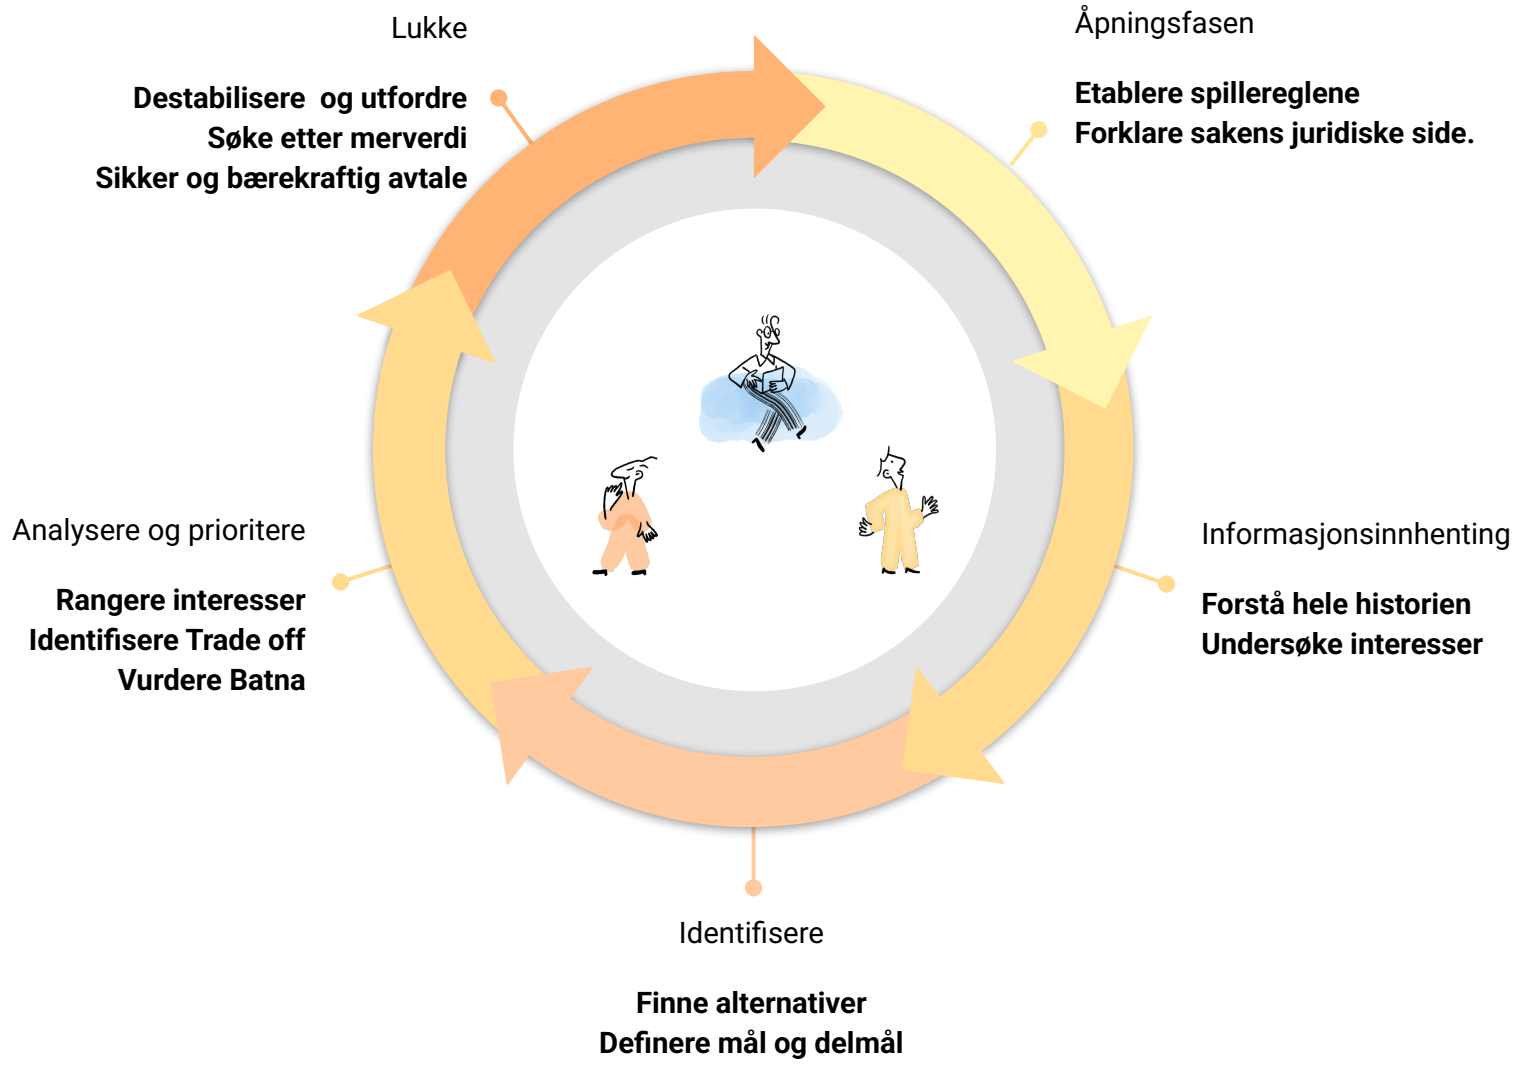 Lukke
Destabilisere  og utfordre
Søke etter merverdi
Sikker og bærekraftig avtale
Åpningsfasen
Etablere spillereglene
Forklare sakens juridiske side.
Informasjonsinnhenting
Forstå hele historien
Undersøke interesser
Identifisere
Finne alternativer
Definere mål og delmål
Analysere og prioritere
Rangere interesser
Identifisere Trade off
Vurdere Batna